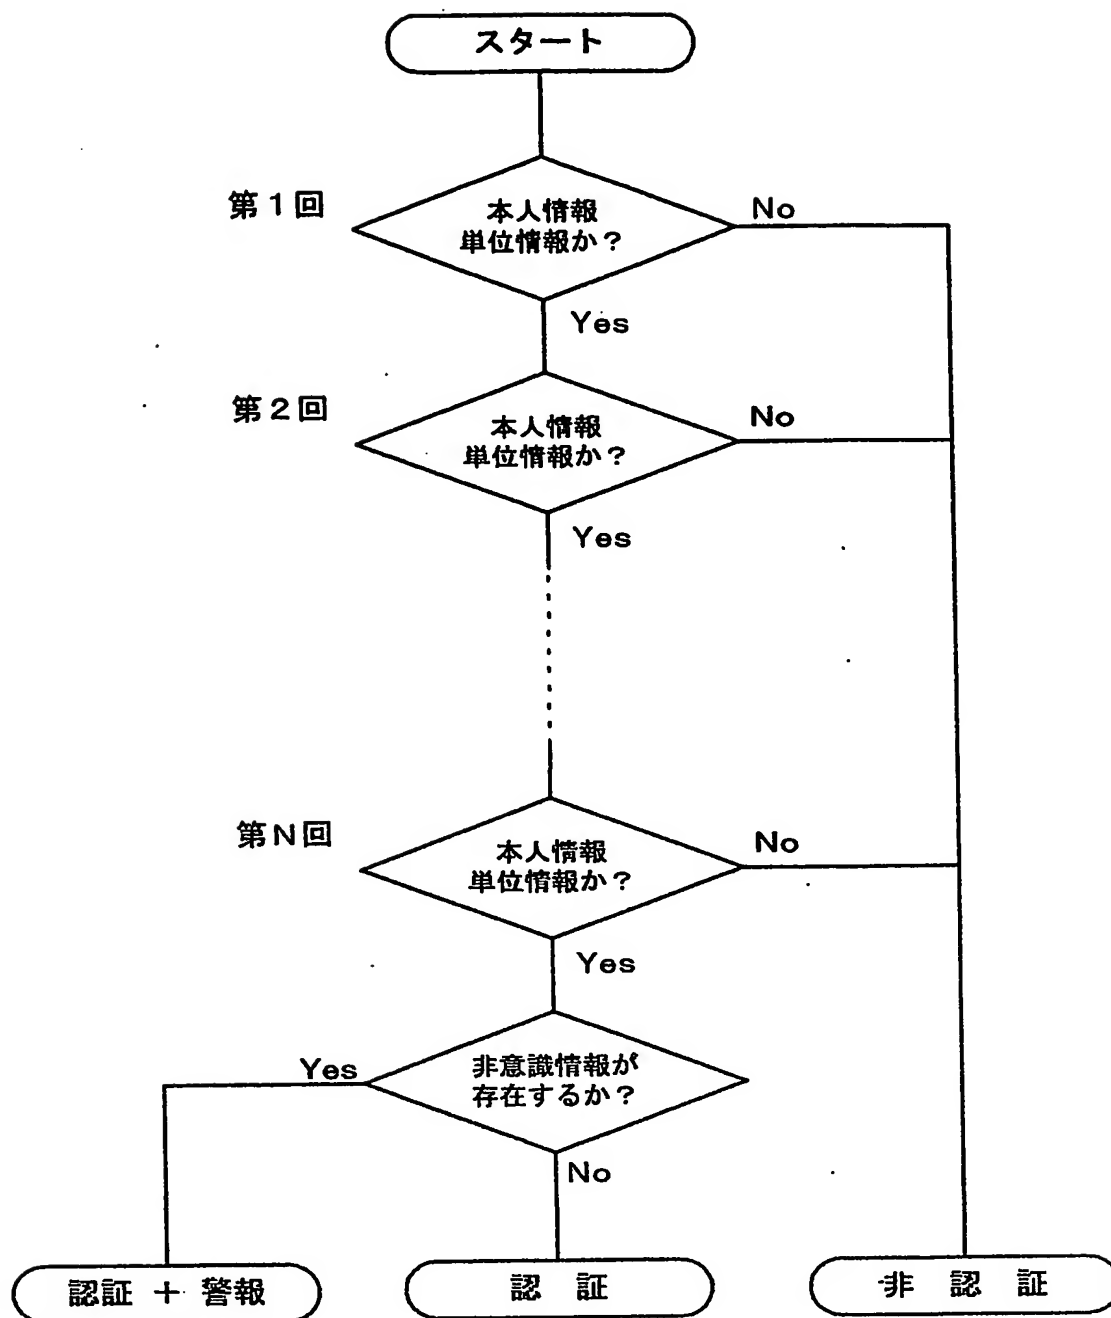 スタート
第1回
本人情報
単位情報か？
No
Yes
第2回
本人情報
単位情報か？
No
Yes
第N回
本人情報
単位情報か？
No
Yes
非意識情報が
存在するか？
Yes
No
認証 + 警報
認 証
非 認 証